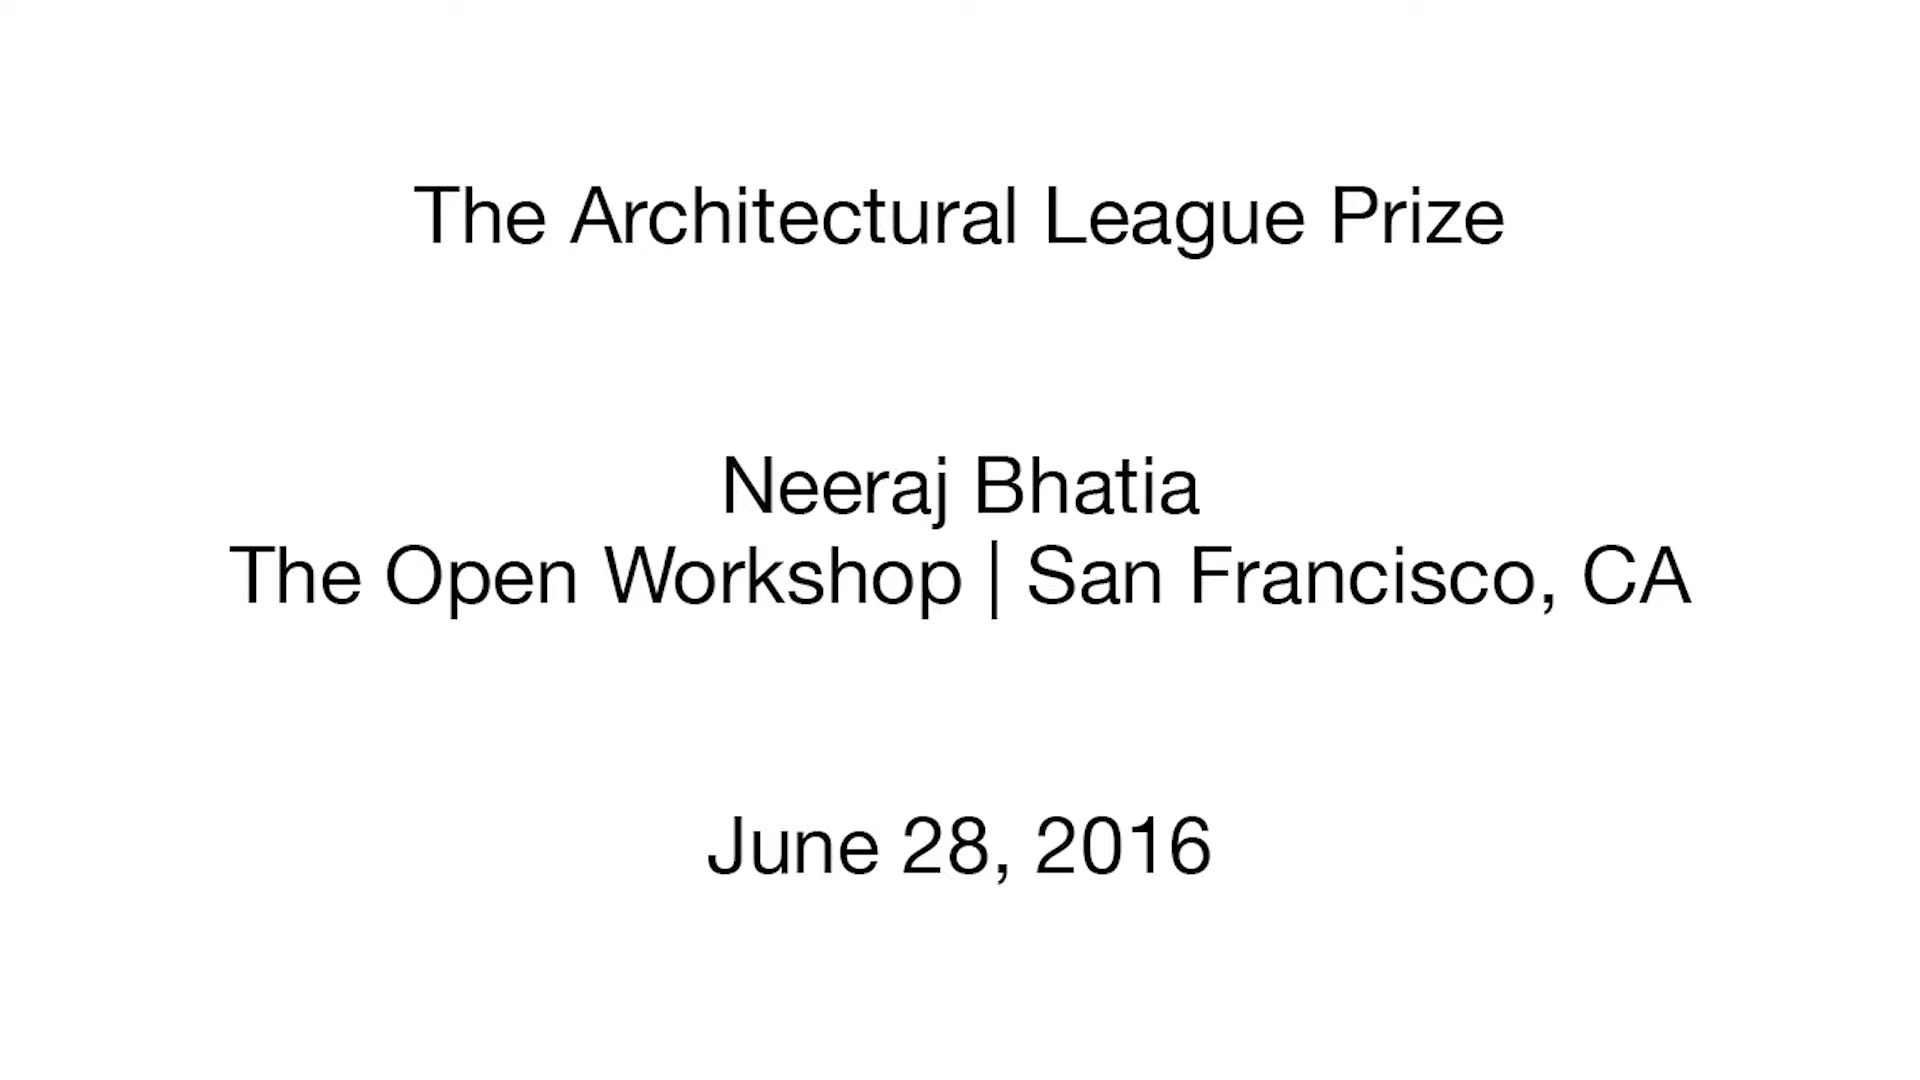 The Architectural League Prize
Neeraj Bhatia
The Open Workshop | San Francisco, CA
June 28, 2016